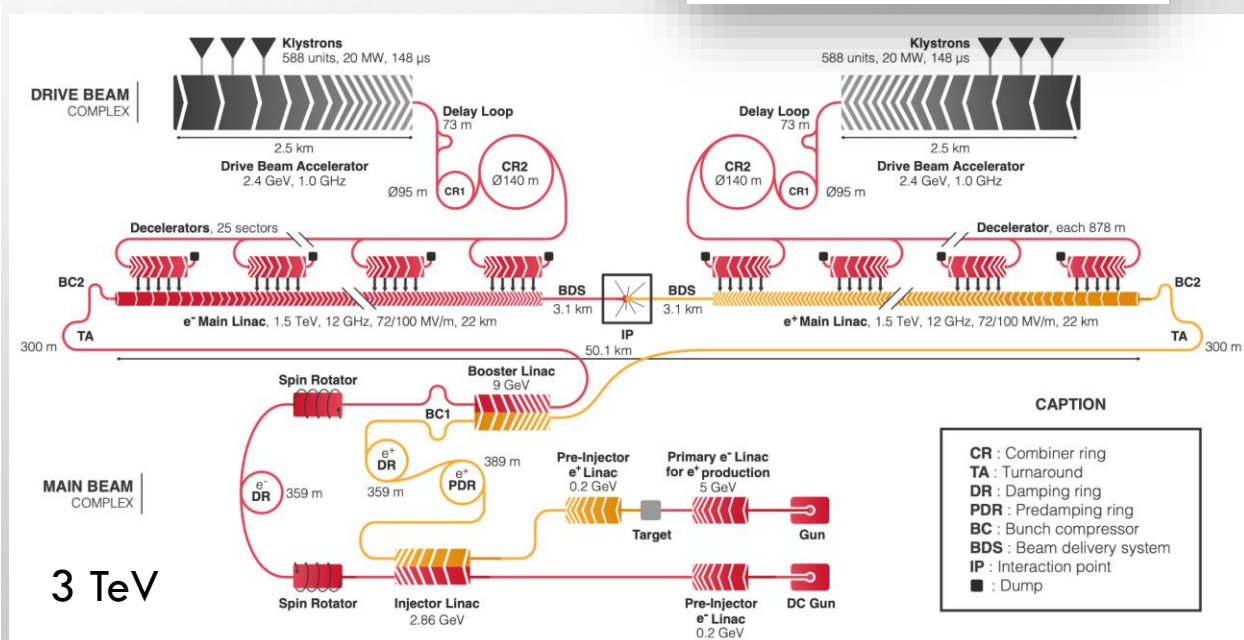 Klystrons
588 units, 20 MW, 148 µs
Klystrons
588 units, 20 MW, 148 µs
DRIVE BEAM
COMPLEX
Delay Loop
73 m
Delay Loop
73 m
2.5 km
2.5 km
Drive Beam Accelerator
2.4 GeV, 1.0 GHz
Drive Beam Accelerator
2.4 GeV, 1.0 GHz
CR2
Ø140 m
CR1
Ø95 m
CR2
Ø140 m
CR1
Ø95 m
Decelerators, 25 sectors
Decelerator, each 878 m
BC2
BC2
BDS
3.1 km
BDS
3.1 km
e⁻ Main Linac, 1.5 TeV, 12 GHz, 72/100 MV/m, 22 km
IP
e⁺ Main Linac, 1.5 TeV, 12 GHz, 72/100 MV/m, 22 km
TA
300 m
TA
300 m
50.1 km
Spin Rotator
Booster Linac
9 GeV
BC1
CAPTION
CR : Combiner ring
TA : Turnaround
DR : Damping ring
PDR : Predamping ring
BC : Bunch compressor
BDS : Beam delivery system
IP : Interaction point
: Dump
MAIN BEAM
COMPLEX
e⁻
DR
359 m
e⁺
DR
359 m
e⁺
PDR
389 m
Pre-Injector
e⁺ Linac
0.2 GeV
Primary e⁻ Linac
for e⁺ production
5 GeV
Target
Gun
3 TeV
Spin Rotator
Injector Linac
2.86 GeV
Pre-Injector
e⁻ Linac
0.2 GeV
DC Gun